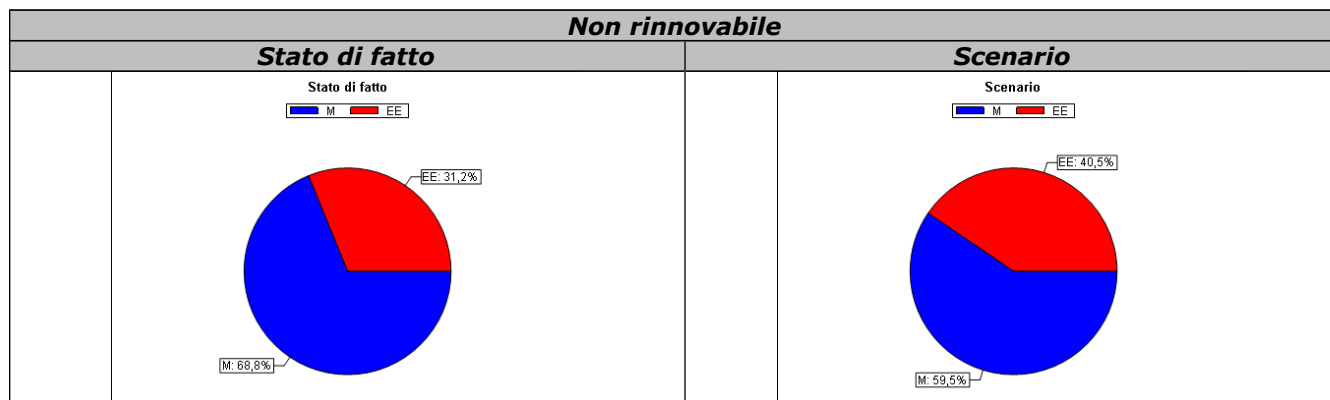 Non rinnovabile
Stato di fatto
Scenario
Stato di fatto
M EE
EE: 31,2%
M: 68,8%
Scenario
M EE
EE: 40,5%
M: 59,5%